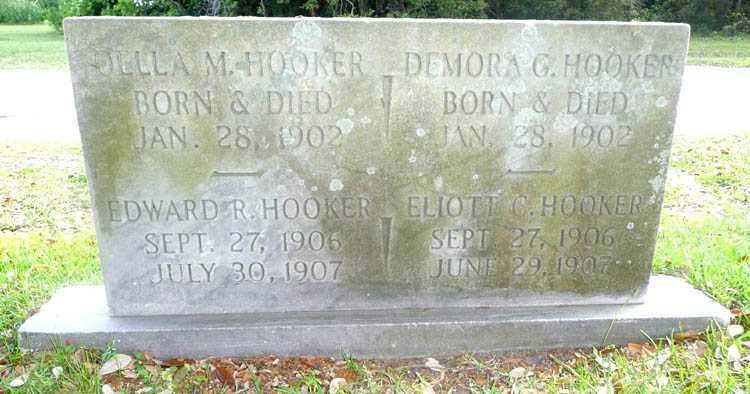 DELLA M. HOOKER
BORN & DIED
JAN. 28, 1902
DEMORA G. HOOKER
BORN & DIED
JAN. 28, 1902
EDWARD R. HOOKER
SEPT. 27, 1906
JULY 30, 1907
ELIOTT C. HOOKER
SEPT. 27, 1906
JUNE 29, 1907